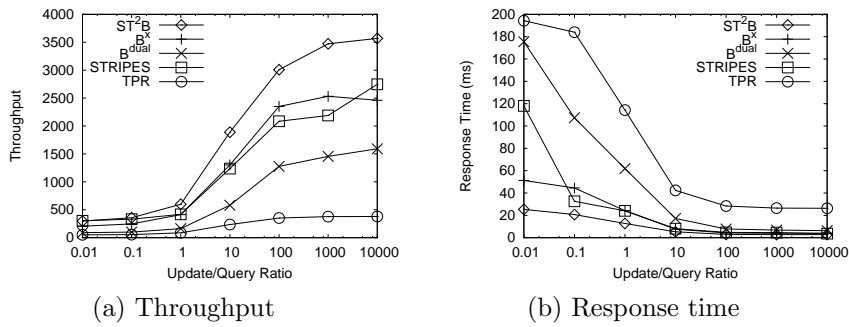 ST²B
Bˣ
Bᵈᵘᵃˡ
STRIPES
TPR
Throughput
4000
3500
3000
2500
2000
1500
1000
500
0
0.01 0.1 1 10 100 1000 10000
Update/Query Ratio
(a) Throughput
ST²B
Bˣ
Bᵈᵘᵃˡ
STRIPES
TPR
Response Time (ms)
200
180
160
140
120
100
80
60
40
20
0
0.01 0.1 1 10 100 1000 10000
Update/Query Ratio
(b) Response time